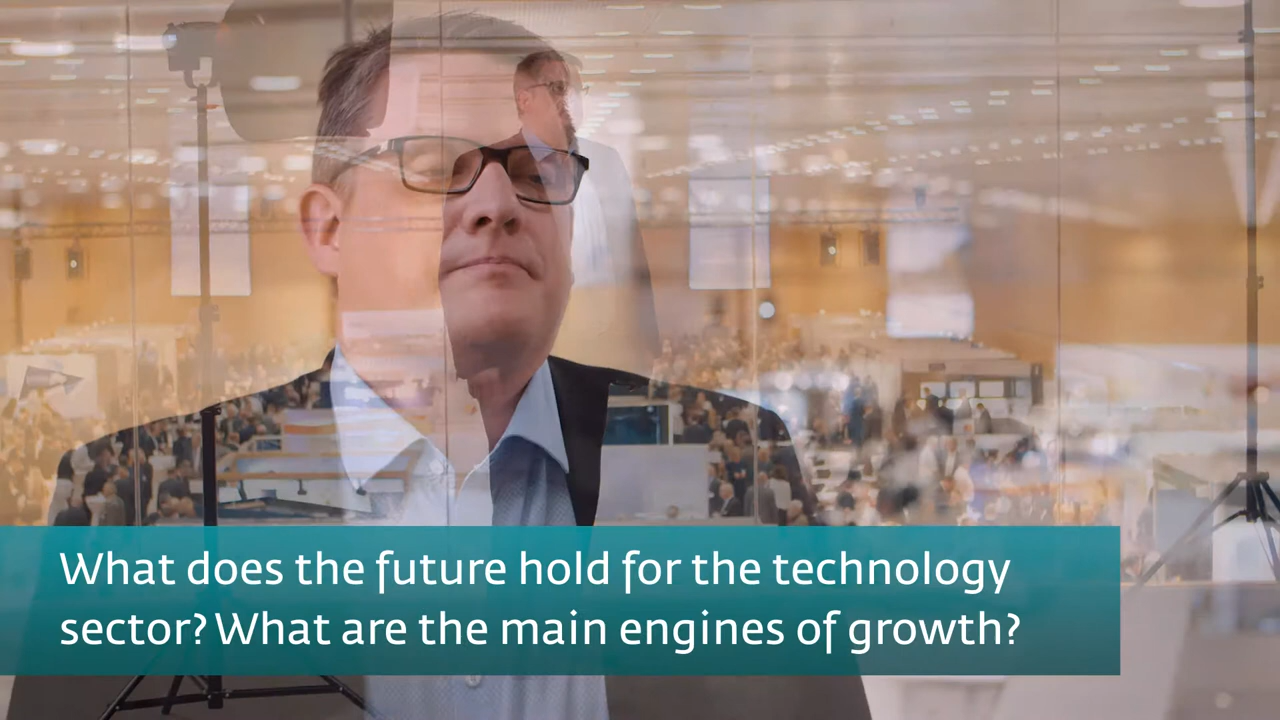 What does the future hold for the technology
sector? What are the main engines of growth?